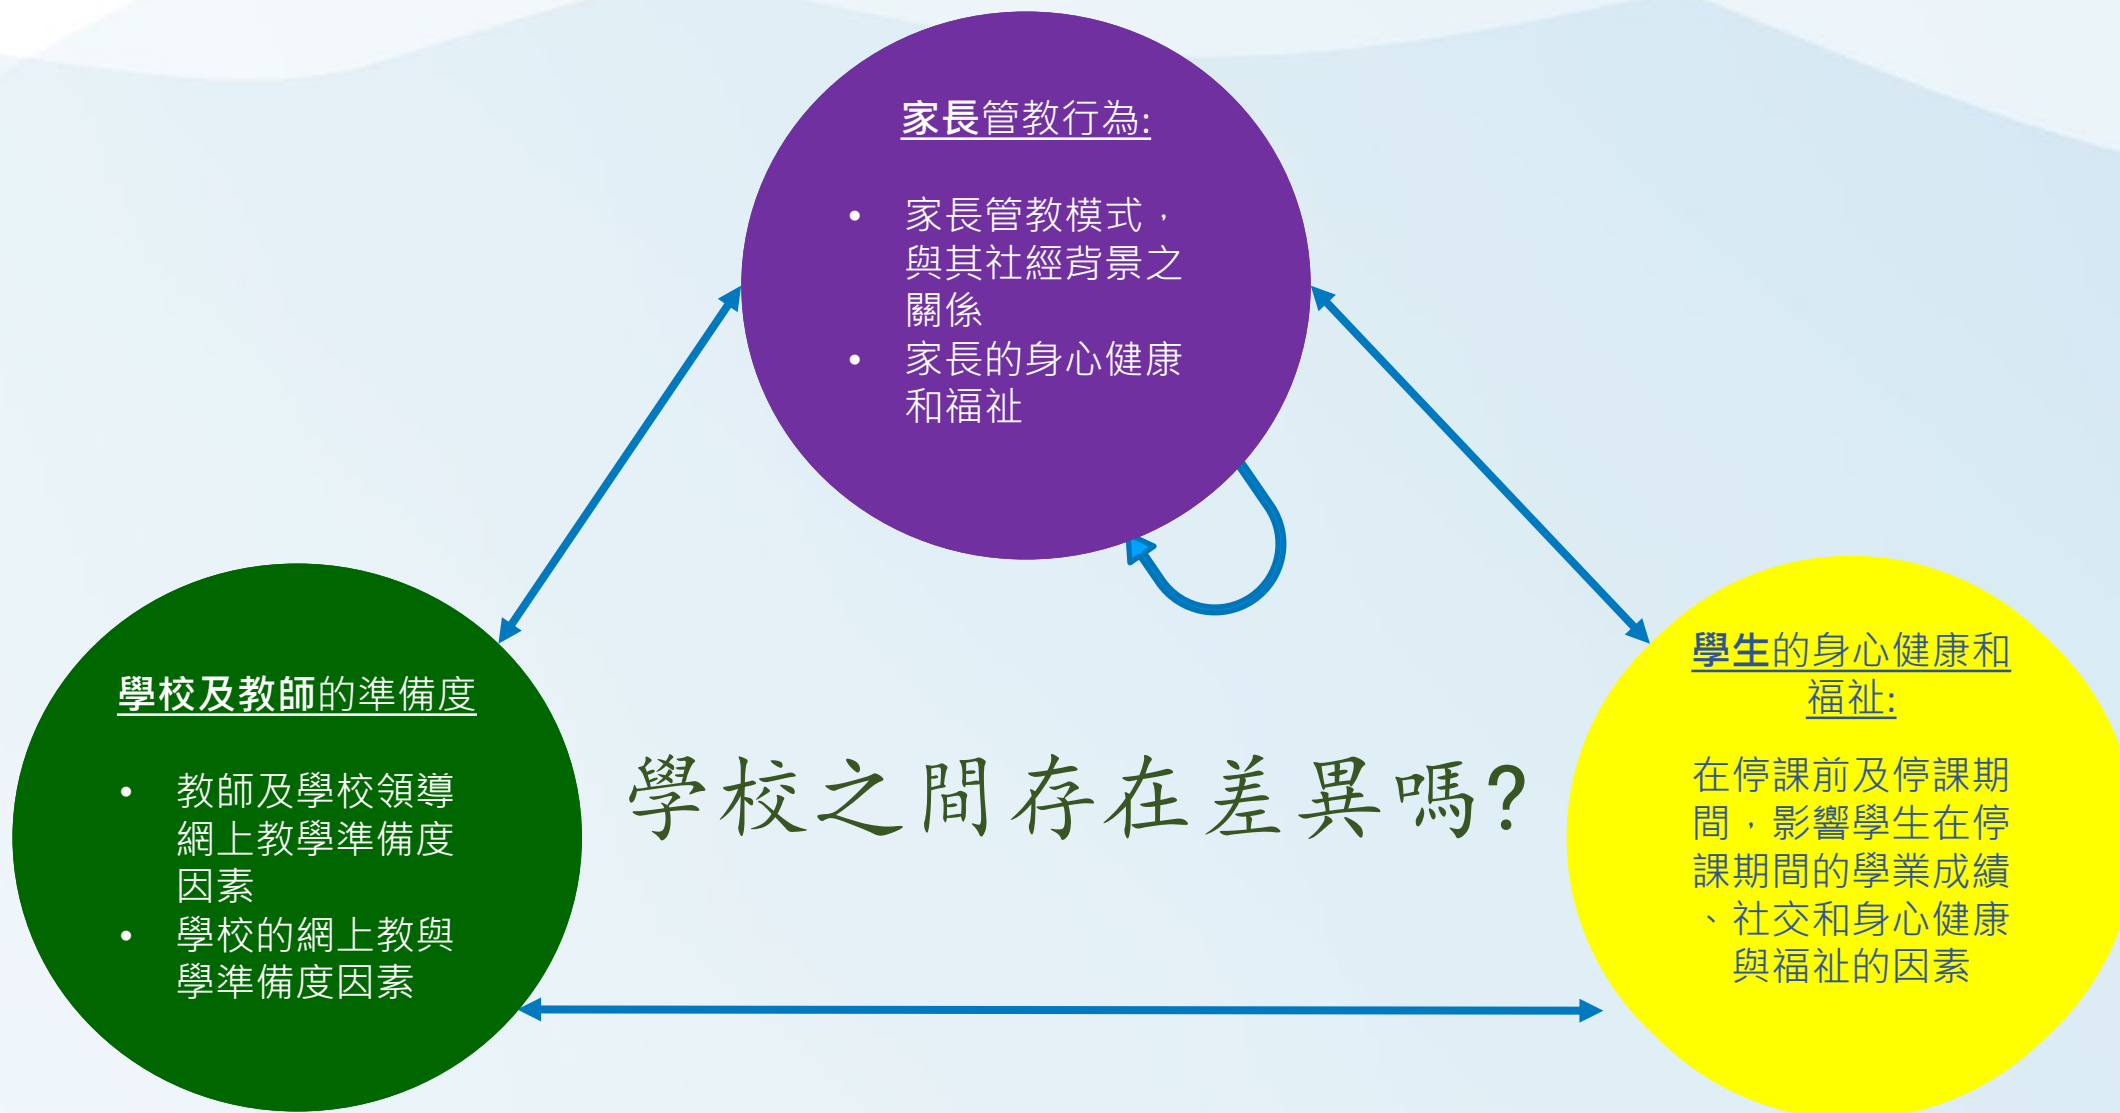 家長管教行為:
• 家長管教模式，
與其社經背景之
關係
• 家長的身心健康
和福祉
學校及教師的準備度
• 教師及學校領導
網上教學準備度
因素
• 學校的網上教與
學準備度因素
學校之間存在差異嗎?
學生的身心健康和
福祉:
在停課前及停課期
間，影響學生在停
課期間的學業成績
、社交和身心健康
與福祉的因素